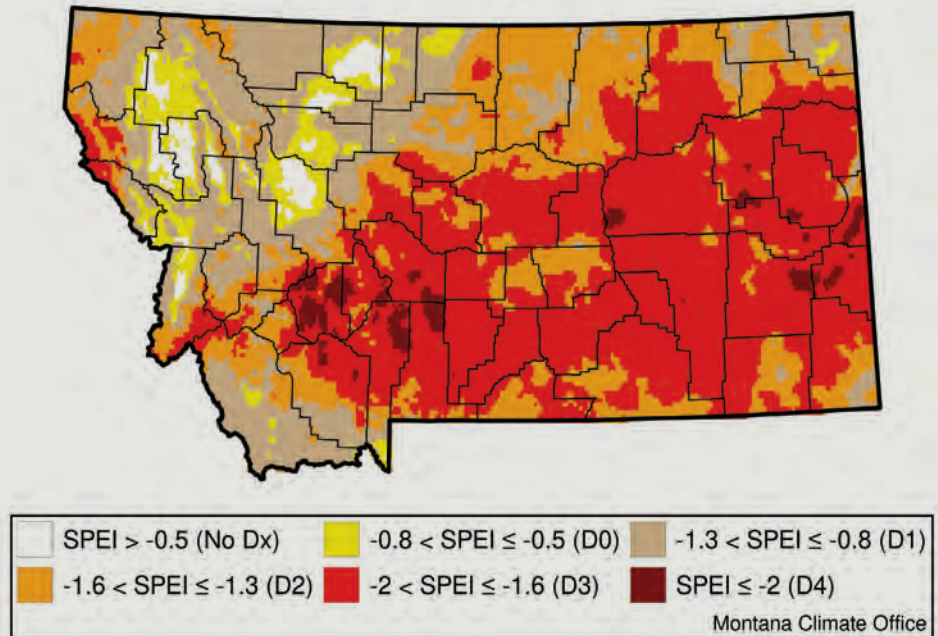 SPEI > -0.5 (No Dx) -0.8 < SPEI ≤ -0.5 (D0) -1.3 < SPEI ≤ -0.8 (D1)
-1.6 < SPEI ≤ -1.3 (D2) -2 < SPEI ≤ -1.6 (D3) SPEI ≤ -2 (D4)
Montana Climate Office